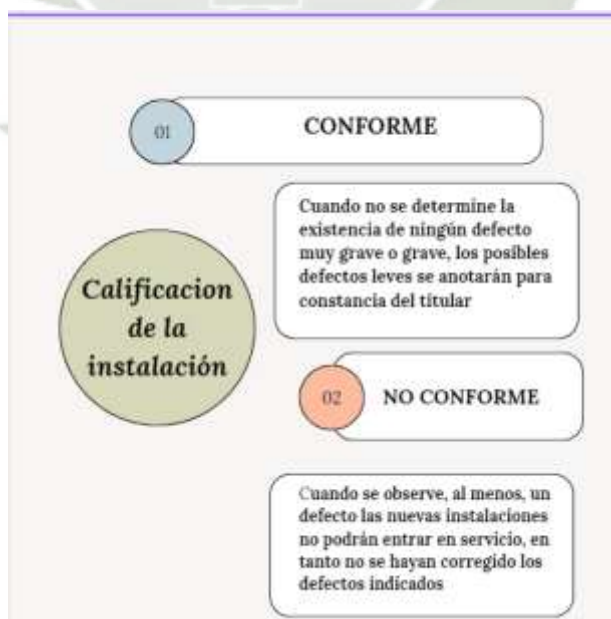 01
CONFORME
Cuando no se determine la
existencia de ningún defecto
muy grave o grave, los posibles
defectos leves se anotarán para
constancia del titular
Calificacion
de la
instalación
02
NO CONFORME
Cuando se observe, al menos, un
defecto las nuevas instalaciones
no podrán entrar en servicio, en
tanto no se hayan corregido los
defectos indicados